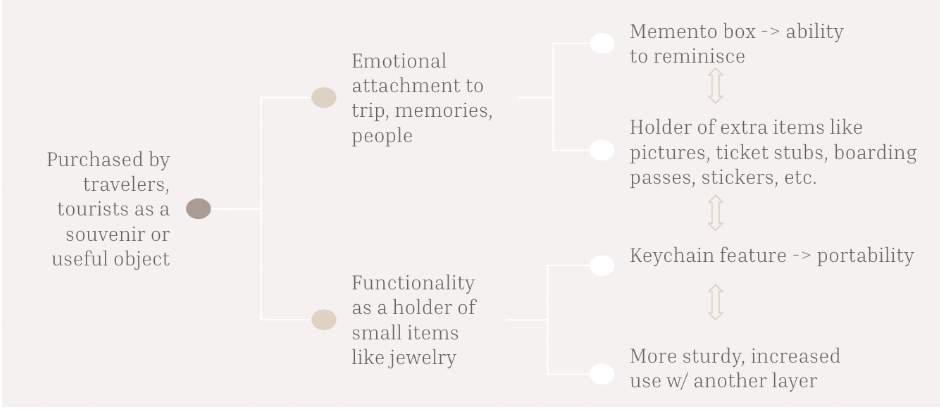 Purchased by
travelers,
tourists as a
souvenir or
useful object
Emotional
attachment to
trip, memories,
people
Functionality
as a holder of
small items
like jewelry
Memento box -> ability
to reminisce
Holder of extra items like
pictures, ticket stubs, boarding
passes, stickers, etc.
Keychain feature -> portability
More sturdy, increased
use w/ another layer